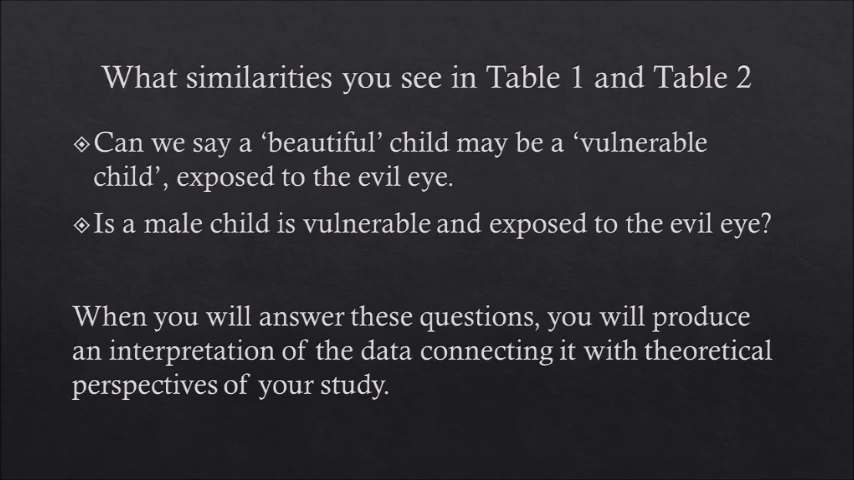 What similarities you see in Table 1 and Table 2
Can we say a ‘beautiful’ child may be a ‘vulnerable
child’, exposed to the evil eye.
Is a male child is vulnerable and exposed to the evil eye?
When you will answer these questions, you will produce
an interpretation of the data connecting it with theoretical
perspectives of your study.